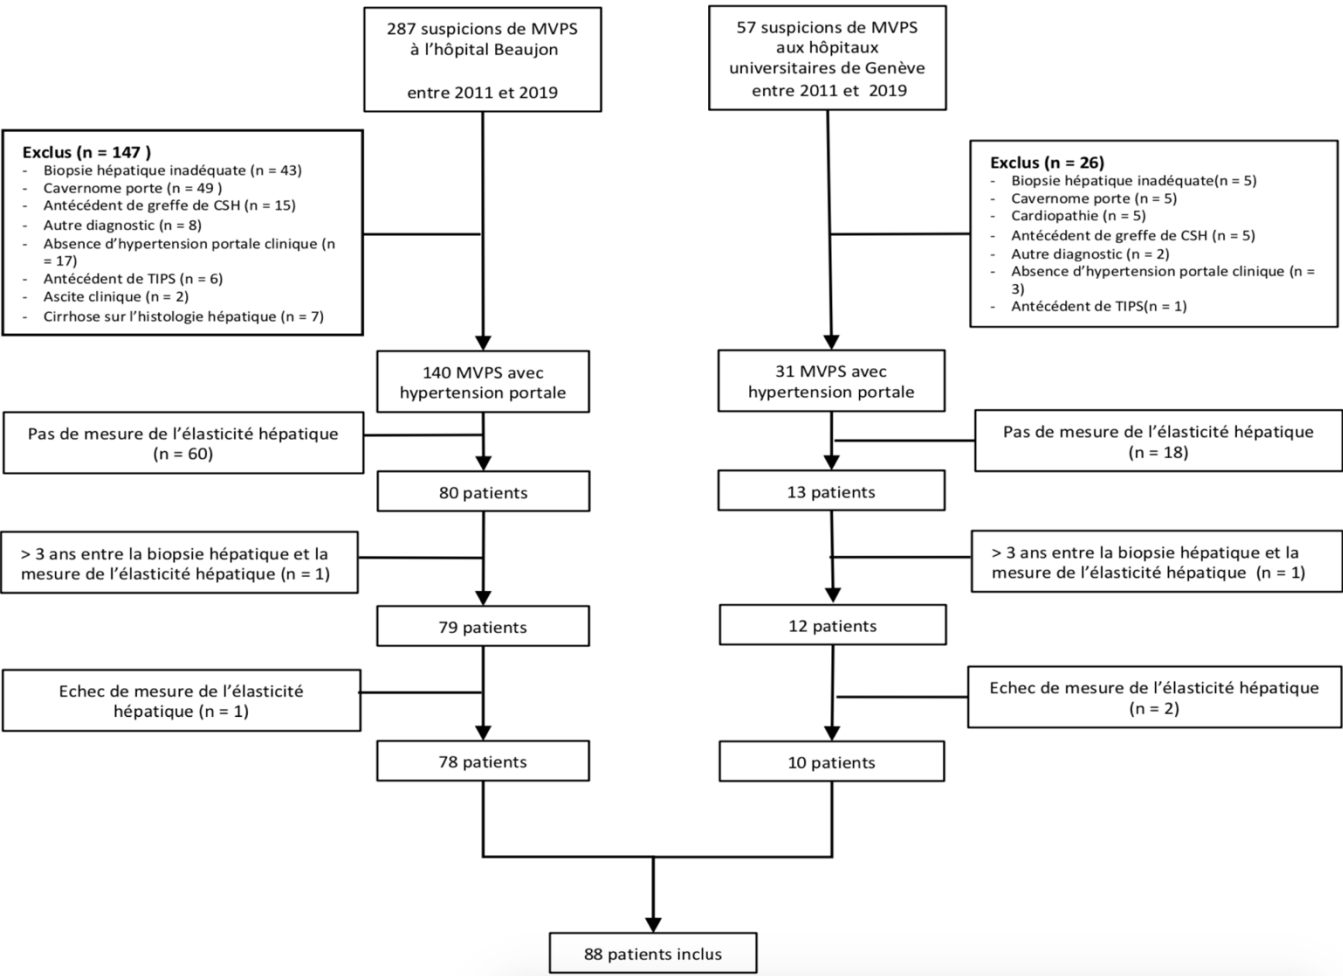 287 suspicions de MVPS
à l’hôpital Beaujon
entre 2011 et 2019
57 suspicions de MVPS
aux hôpitaux
universitaires de Genève
entre 2011 et  2019
Exclus (n = 147 )
- Biopsie hépatique inadéquate (n = 43)
- Cavernome porte (n = 49 )
- Antécédent de greffe de CSH (n = 15)
- Autre diagnostic (n = 8)
- Absence d’hypertension portale clinique (n
= 17)
- Antécédent de TIPS (n = 6)
- Ascite clinique (n = 2)
- Cirrhose sur l’histologie hépatique (n = 7)
Exclus (n = 26)
- Biopsie hépatique inadéquate(n = 5)
- Cavernome porte (n = 5)
- Cardiopathie (n = 5)
- Antécédent de greffe de CSH (n = 5)
- Autre diagnostic (n = 2)
- Absence d’hypertension portale clinique (n =
3)
- Antécédent de TIPS(n = 1)
140 MVPS avec
hypertension portale
31 MVPS avec
hypertension portale
Pas de mesure de l’élasticité hépatique
(n = 60)
Pas de mesure de l’élasticité hépatique
(n = 18)
80 patients
13 patients
> 3 ans entre la biopsie hépatique et la
mesure de l’élasticité hépatique (n = 1)
> 3 ans entre la biopsie hépatique et la
mesure de l’élasticité hépatique  (n = 1)
79 patients
12 patients
Echec de mesure de l’élasticité
hépatique (n = 1)
Echec de mesure de l’élasticité hépatique
(n = 2)
78 patients
10 patients
88 patients inclus